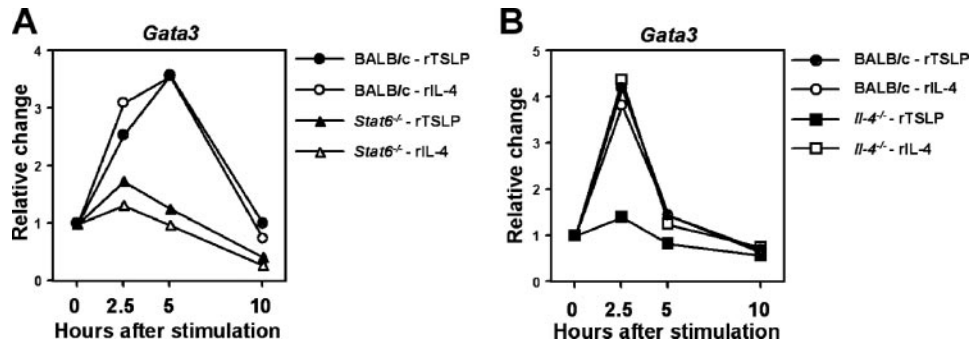 A
Gata3
Relative change
4
3
2
1
0
0 2.5 5 10
Hours after stimulation
BALB/c - rTSLP
BALB/c - rIL-4
Stat6-/- - rTSLP
Stat6-/- - rIL-4
B
Gata3
Relative change
5
4
3
2
1
0
0 2.5 5 10
Hours after stimulation
BALB/c - rTSLP
BALB/c - rIL-4
Il-4-/- - rTSLP
Il-4-/- - rIL-4